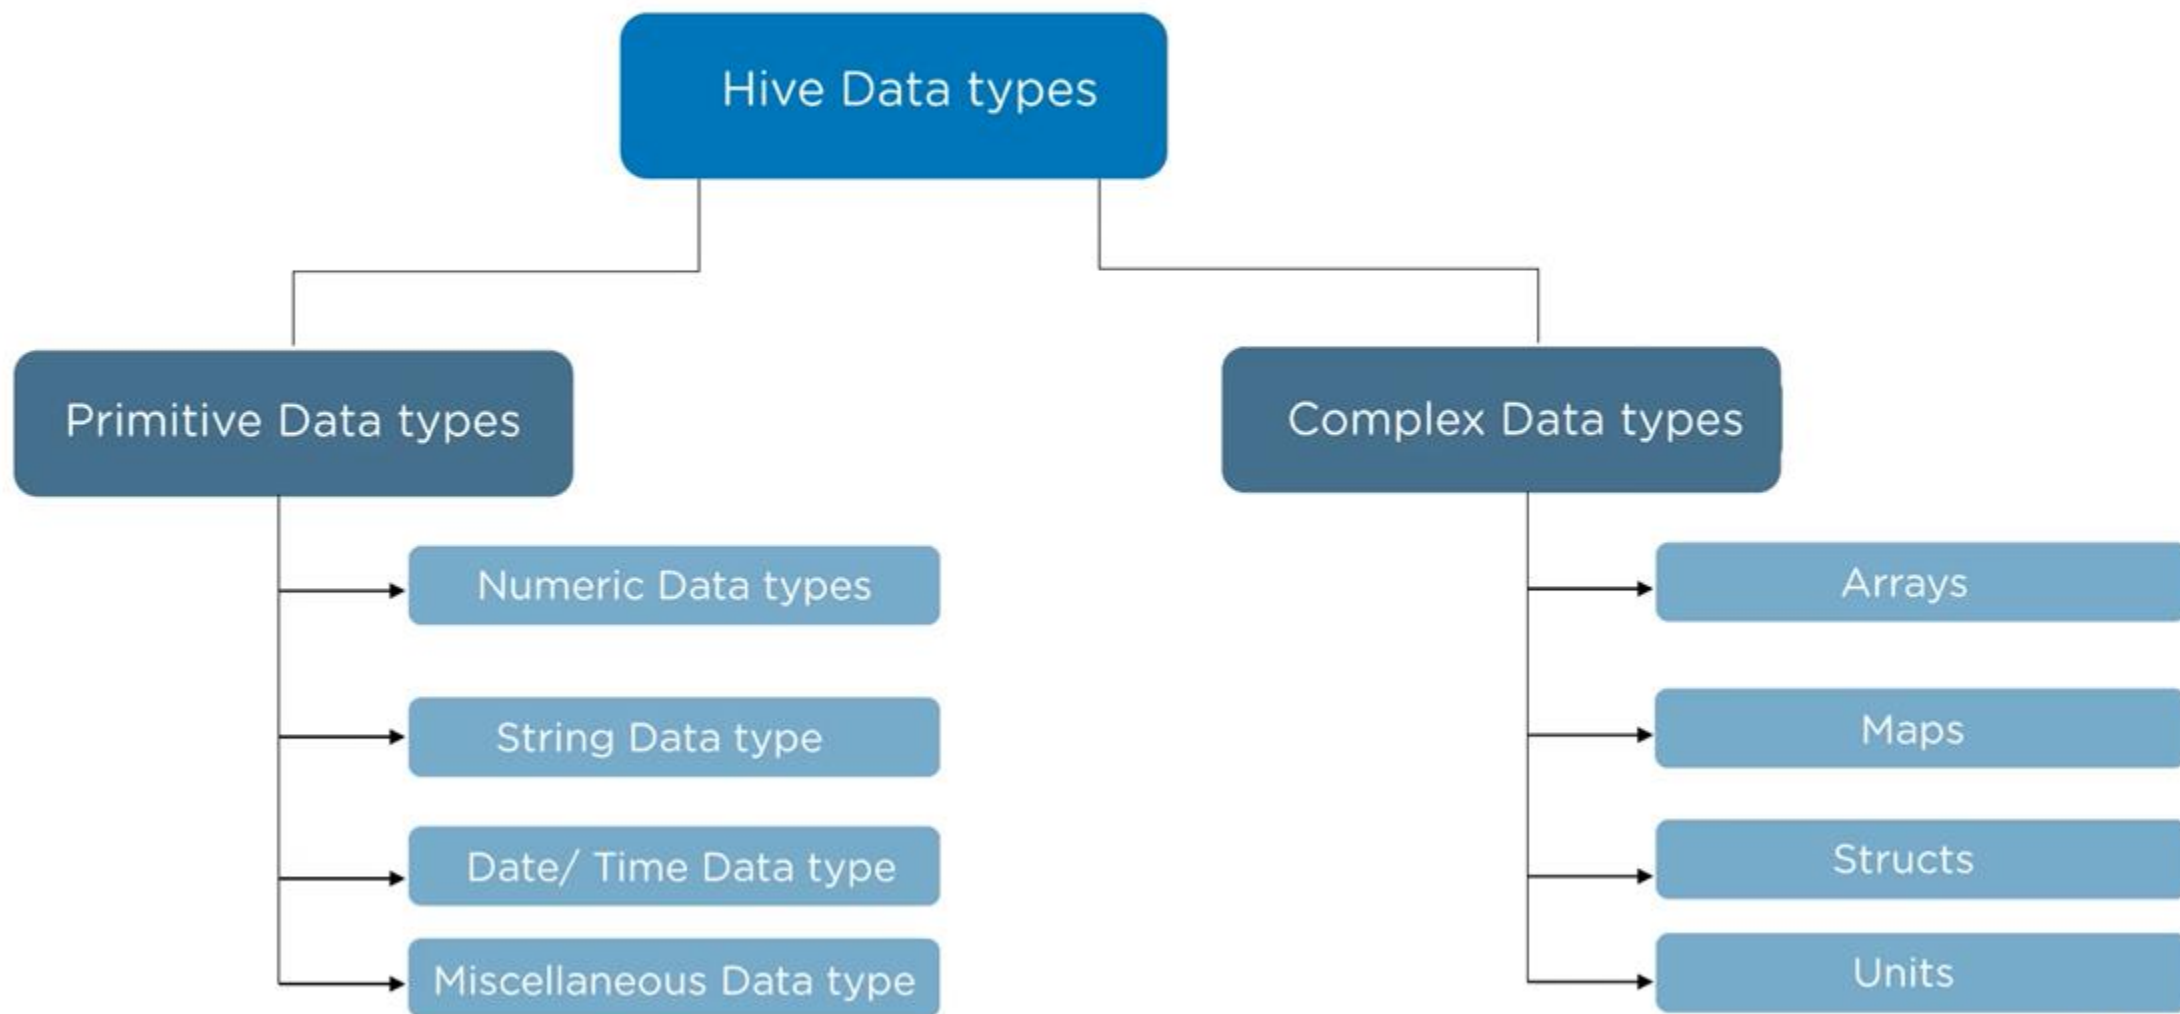 Hive Data types
Primitive Data types
Complex Data types
Numeric Data types
String Data type
Date/ Time Data type
Miscellaneous Data type
Arrays
Maps
Structs
Units